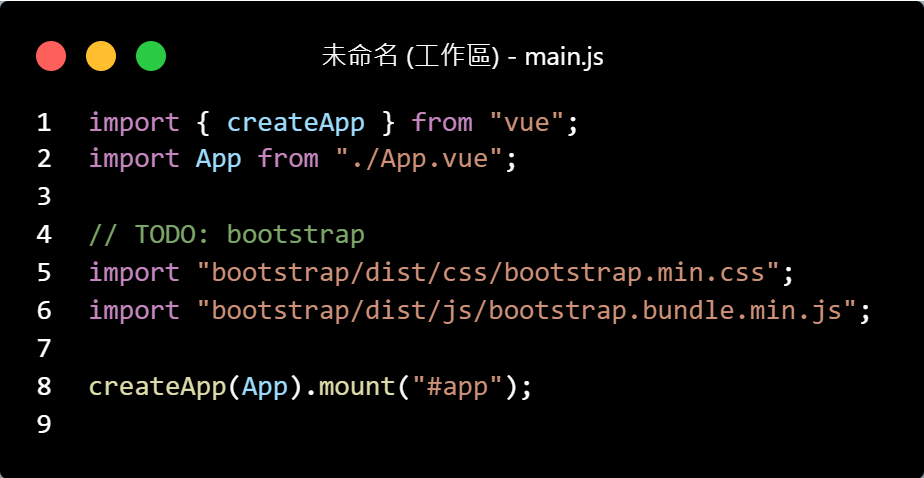 未命名 (工作區) - main.js
1 import { createApp } from "vue";
2 import App from "./App.vue";
3
4 // TODO: bootstrap
5 import "bootstrap/dist/css/bootstrap.min.css";
6 import "bootstrap/dist/js/bootstrap.bundle.min.js";
7
8 createApp(App).mount("#app");
9